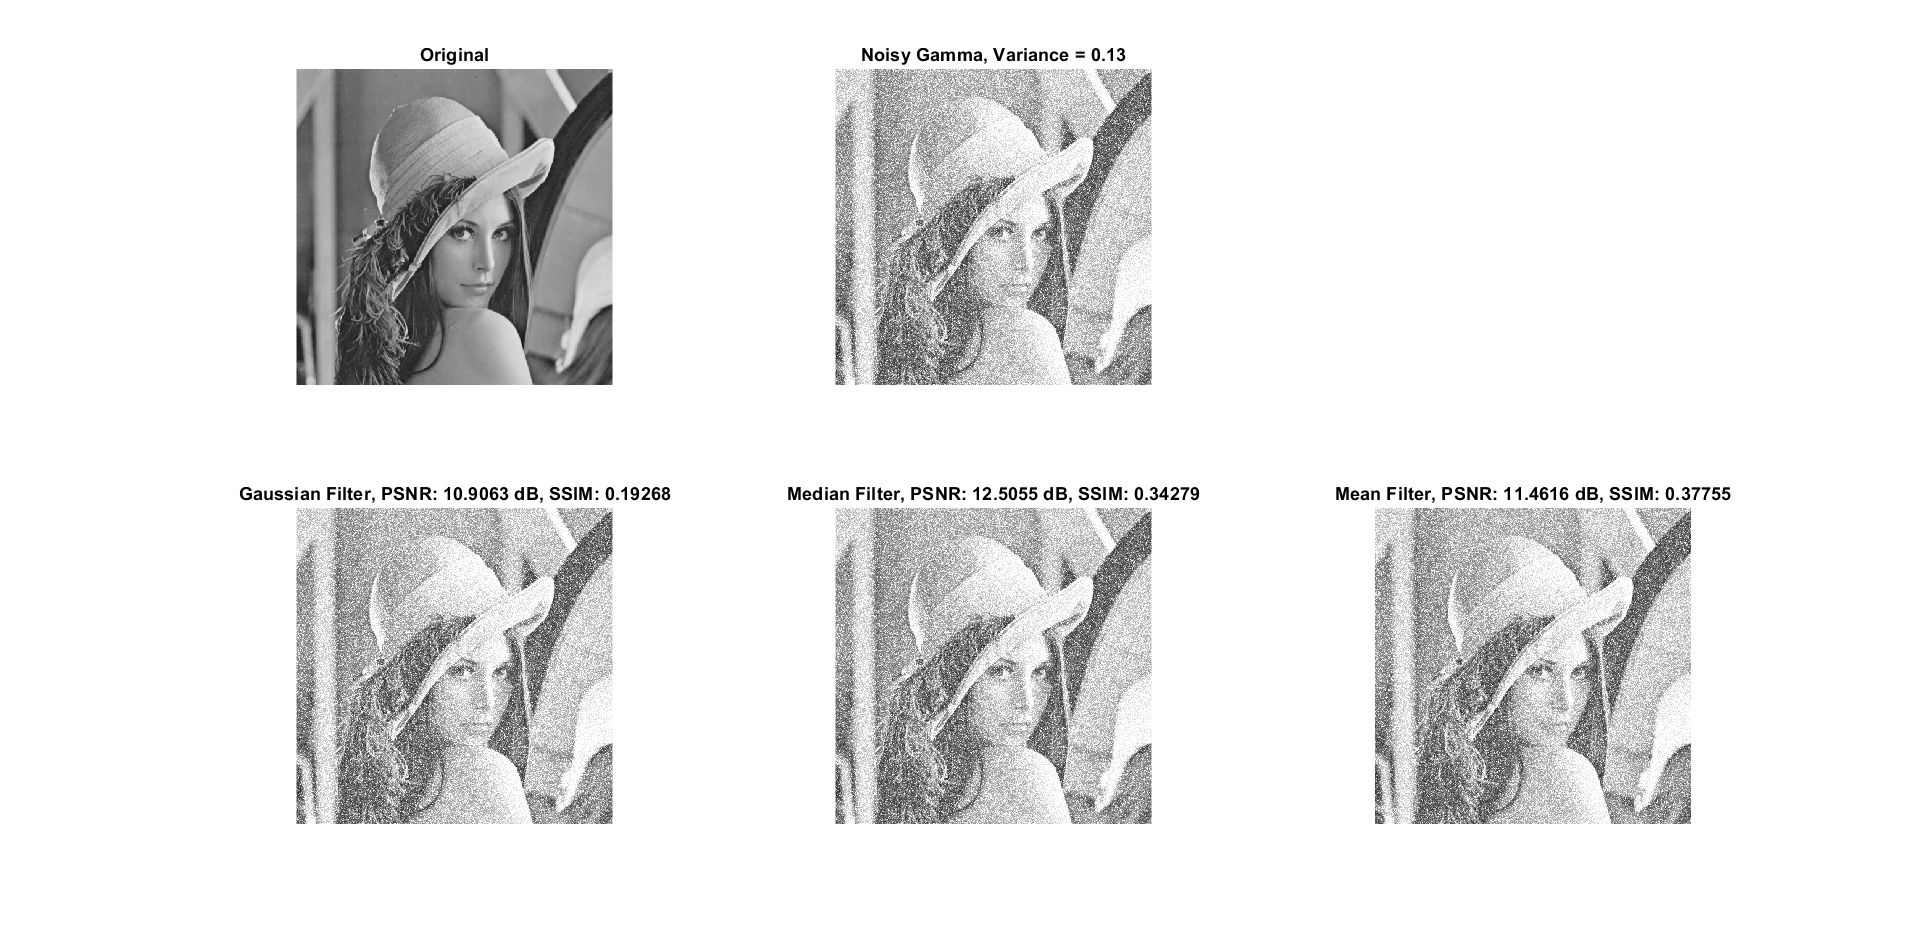 Original
Noisy Gamma, Variance = 0.13
Gaussian Filter, PSNR: 10.9063 dB, SSIM: 0.19268
Median Filter, PSNR: 12.5055 dB, SSIM: 0.34279
Mean Filter, PSNR: 11.4616 dB, SSIM: 0.37755